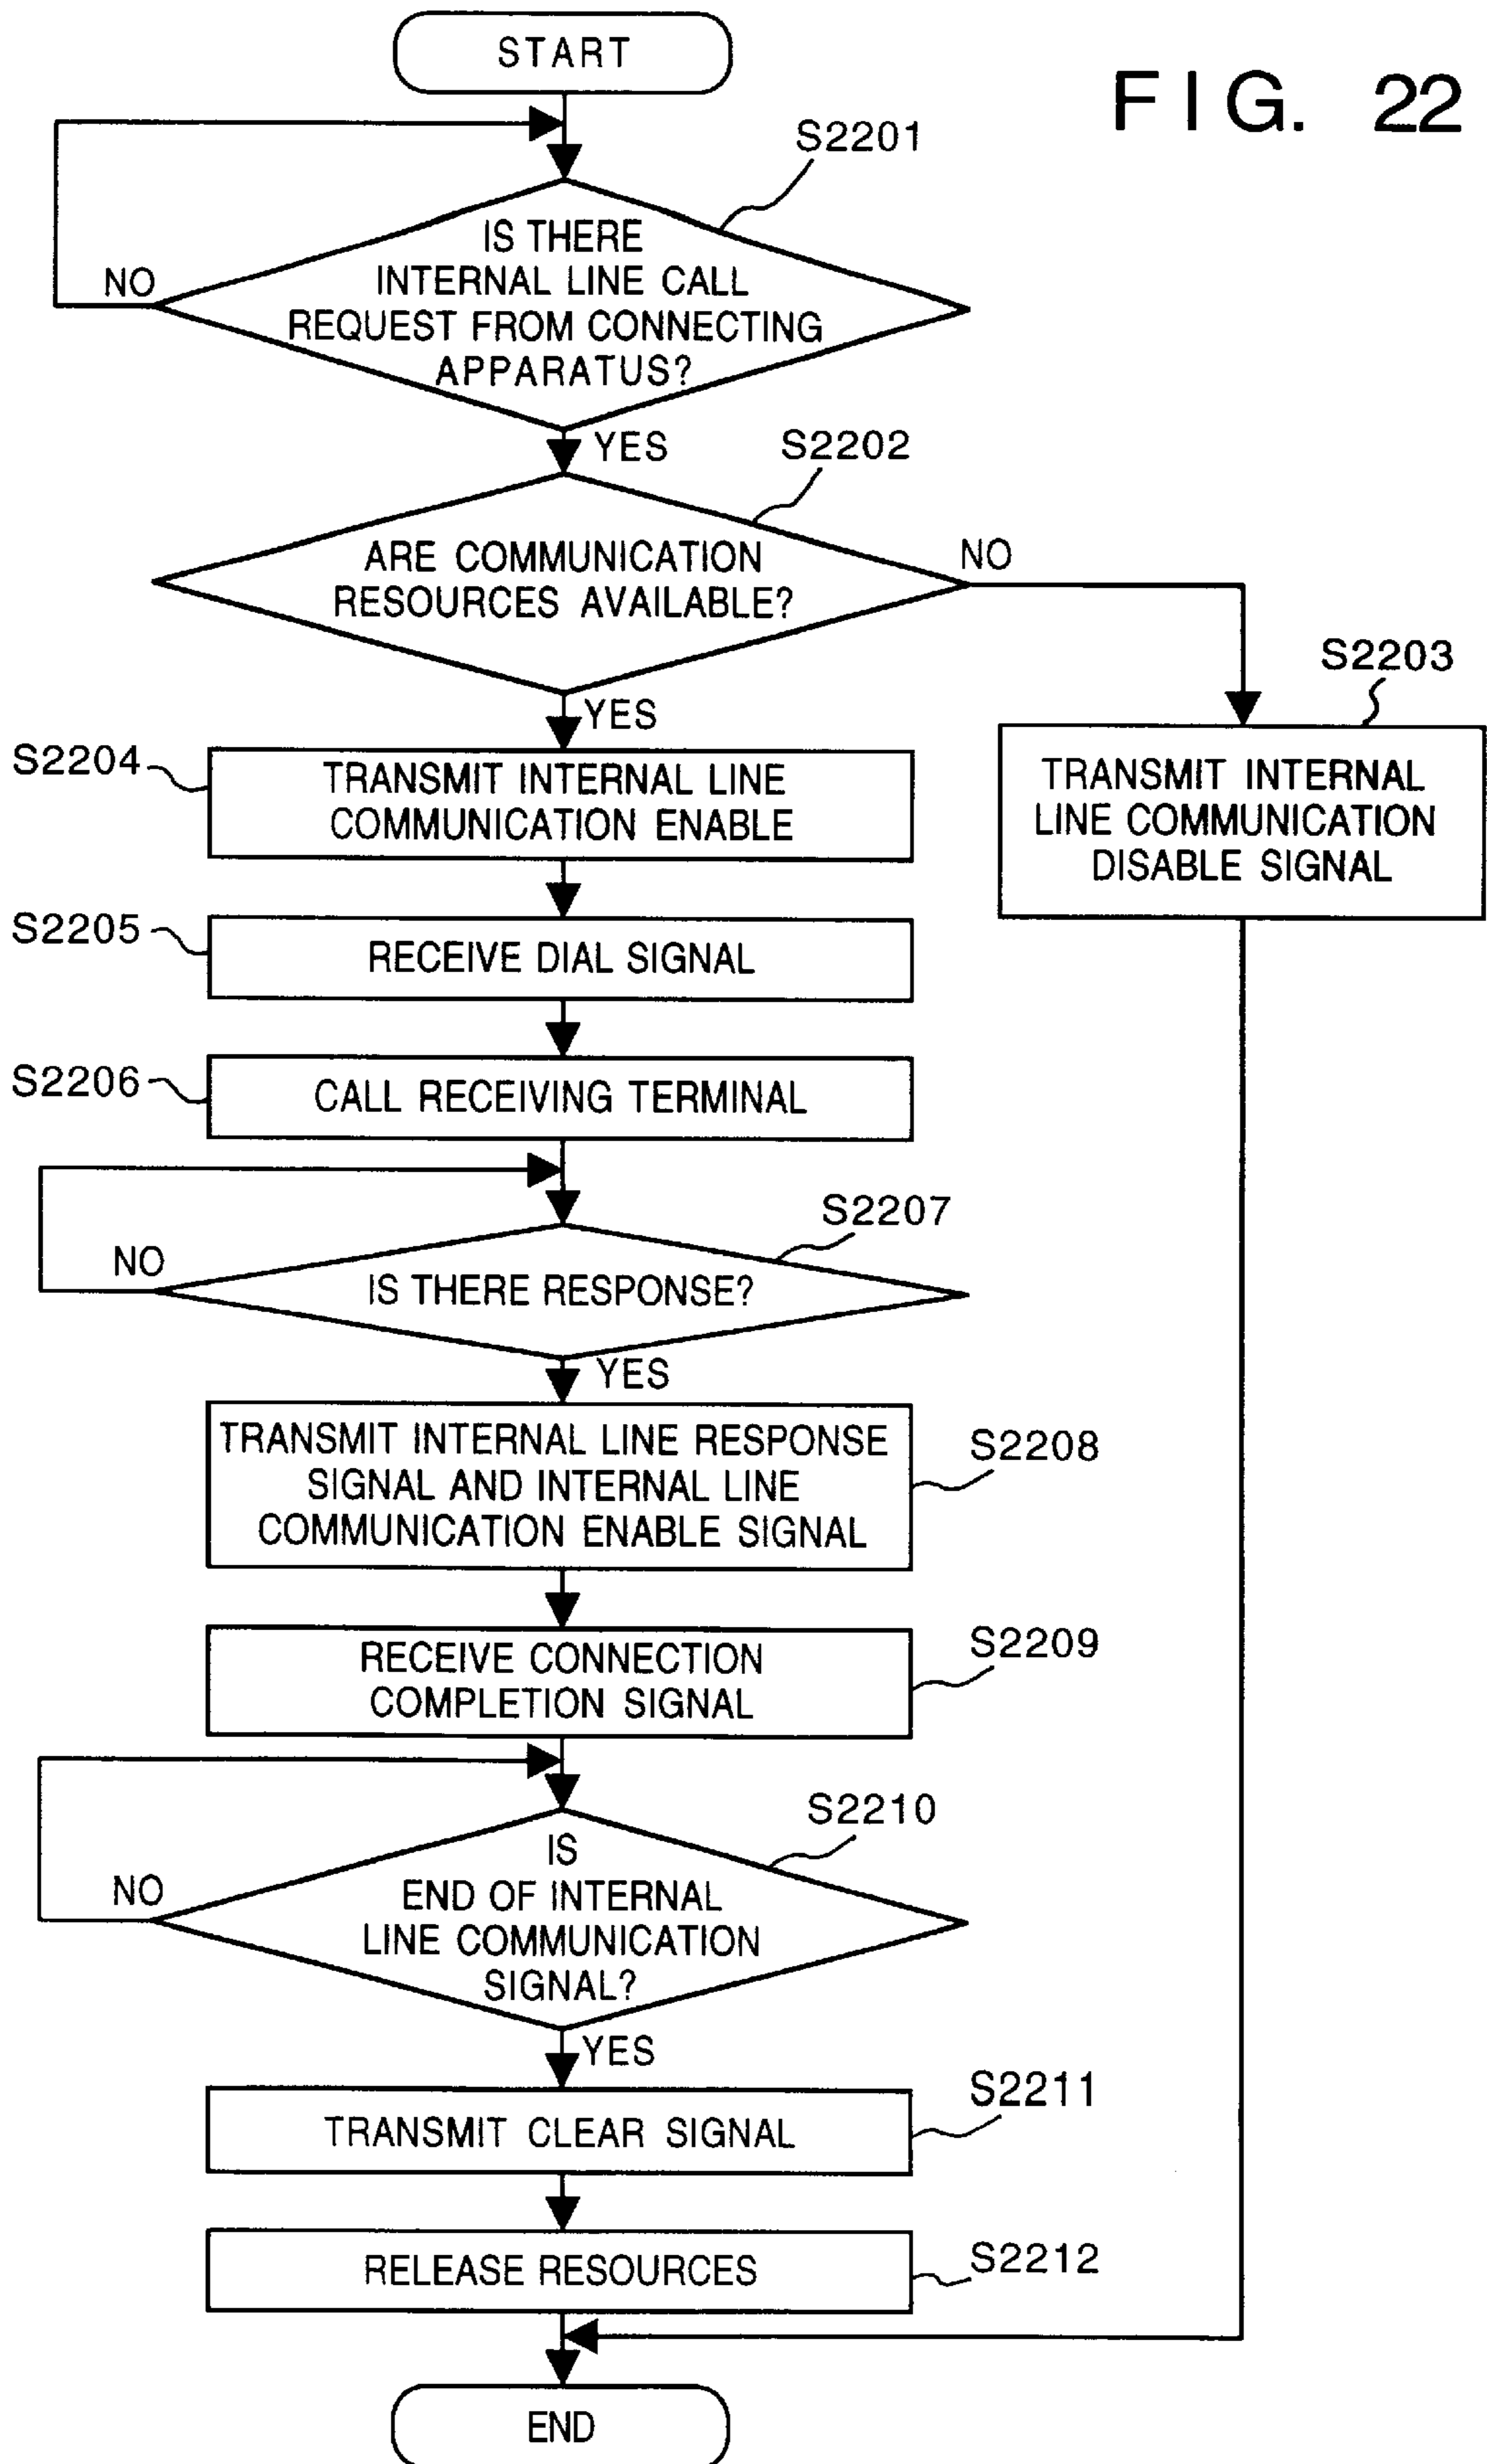 START
FIG. 22
S2201
IS THERE
INTERNAL LINE CALL
REQUEST FROM CONNECTING
APPARATUS?
NO
YES
S2202
ARE COMMUNICATION
RESOURCES AVAILABLE?
NO
YES
S2203
TRANSMIT INTERNAL
LINE COMMUNICATION
DISABLE SIGNAL
S2204
TRANSMIT INTERNAL LINE
COMMUNICATION ENABLE
S2205
RECEIVE DIAL SIGNAL
S2206
CALL RECEIVING TERMINAL
S2207
NO
IS THERE RESPONSE?
YES
TRANSMIT INTERNAL LINE RESPONSE
SIGNAL AND INTERNAL LINE
COMMUNICATION ENABLE SIGNAL
S2208
RECEIVE CONNECTION
COMPLETION SIGNAL
S2209
S2210
IS
END OF INTERNAL
LINE COMMUNICATION
SIGNAL?
NO
YES
TRANSMIT CLEAR SIGNAL
S2211
RELEASE RESOURCES
S2212
END